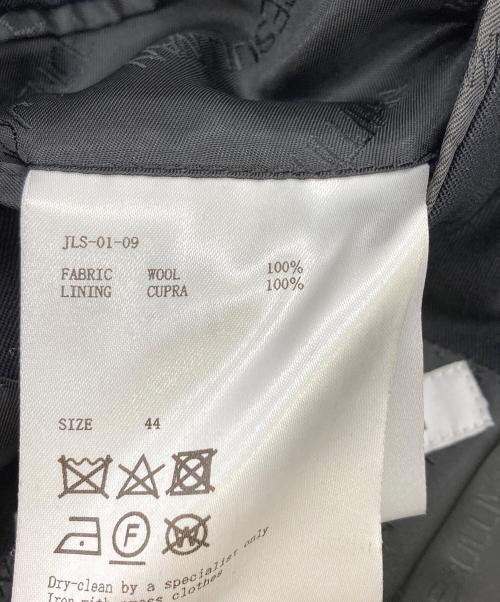 JLS-01-09
FABRIC WOOL 100%
LINING CUPRA 100%
SIZE 44
F
W
Dry-clean by a specialist only
Iron with press clothes